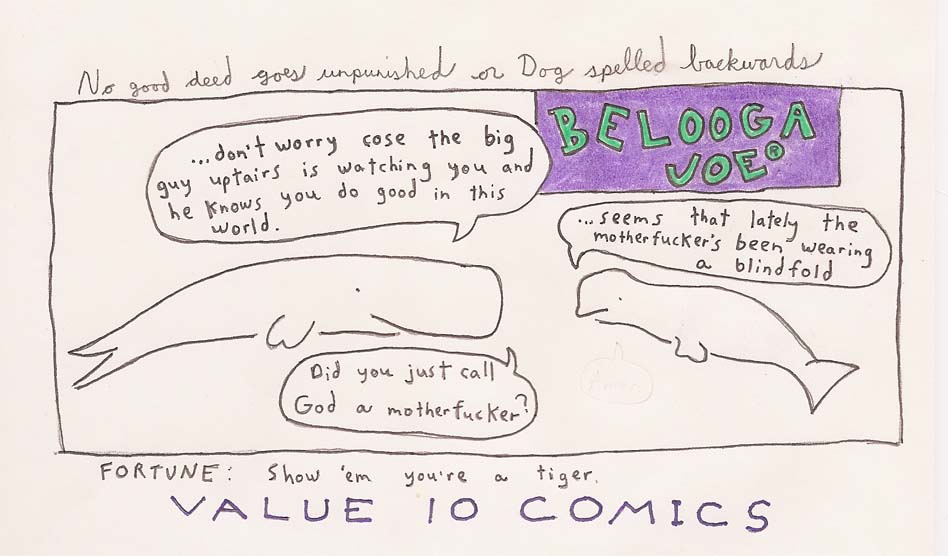 No good deed goes unpunished or Dog spelled backwards
BELOOGA
JOE®
...don't worry cose the big
guy uptairs is watching you and
he knows you do good in this
world.
...seems that lately the
motherfucker's been wearing
a blindfold
Did you just call
God a motherfucker?
Amen
FORTUNE: Show 'em you're a tiger.
VALUE 10 COMICS